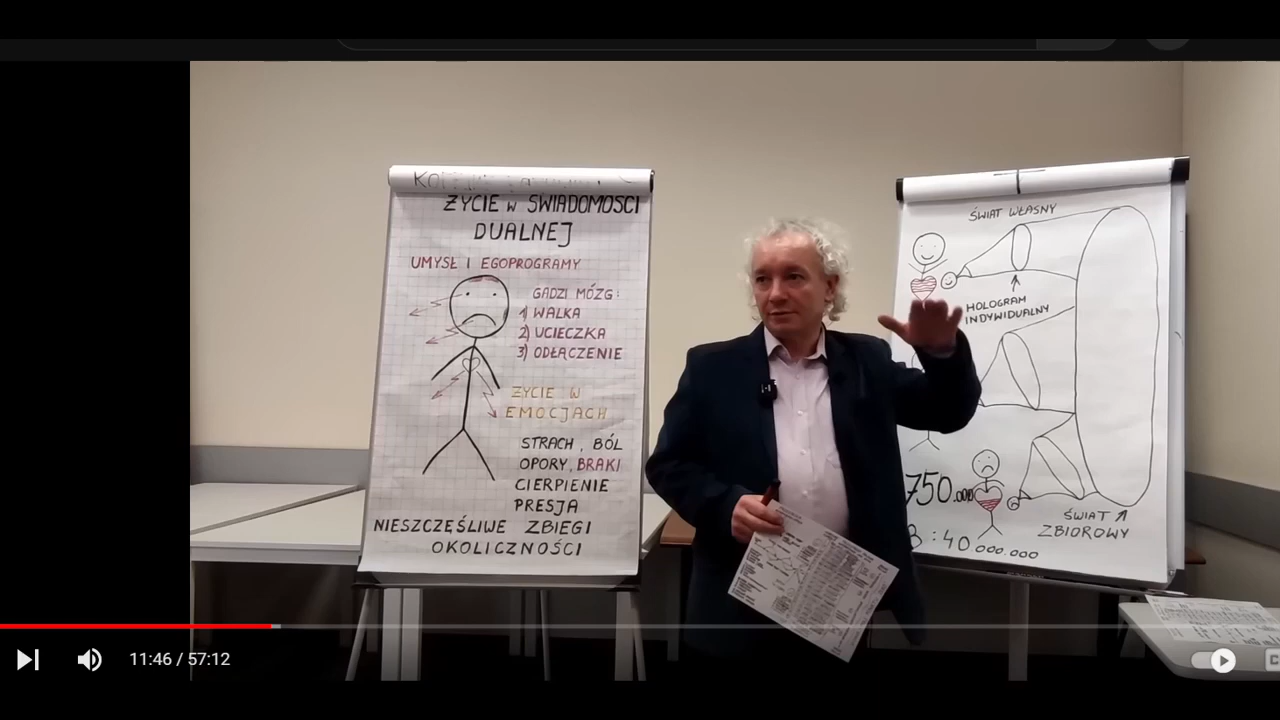 ŻYCIE W ŚWIADOMOŚCI
DUALNEJ
UMYSŁ I EGOPROGRAMY
GADZI MÓZG:
1) WALKA
2) UCIECZKA
3) ODŁĄCZENIE
ŻYCIE W
EMOCJACH
STRACH, BÓL
OPORY, BRAKI
CIERPIENIE
PRESJA
NIESZCZĘŚLIWE ZBIEGI
OKOLICZNOŚCI
ŚWIAT WŁASNY
HOLOGRAM
INDYWIDUALNY
750.000
ŚWIAT
ZBIOROWY
:40 000.000
11:46 / 57:12